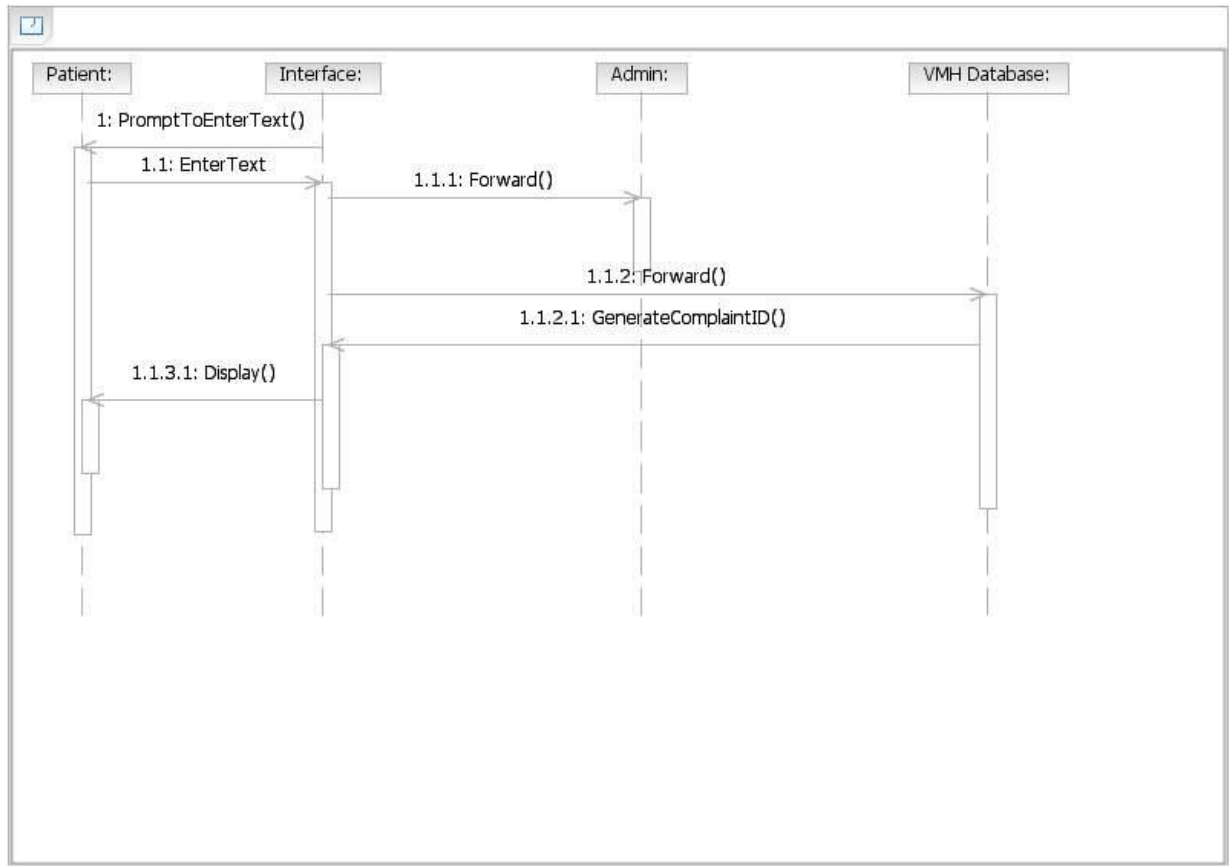 Patient: Interface: Admin: VMH Database:
1: PromptToEnterText()
1.1: EnterText
1.1.1: Forward()
1.1.2: Forward()
1.1.2.1: GenerateComplaintID()
1.1.3.1: Display()